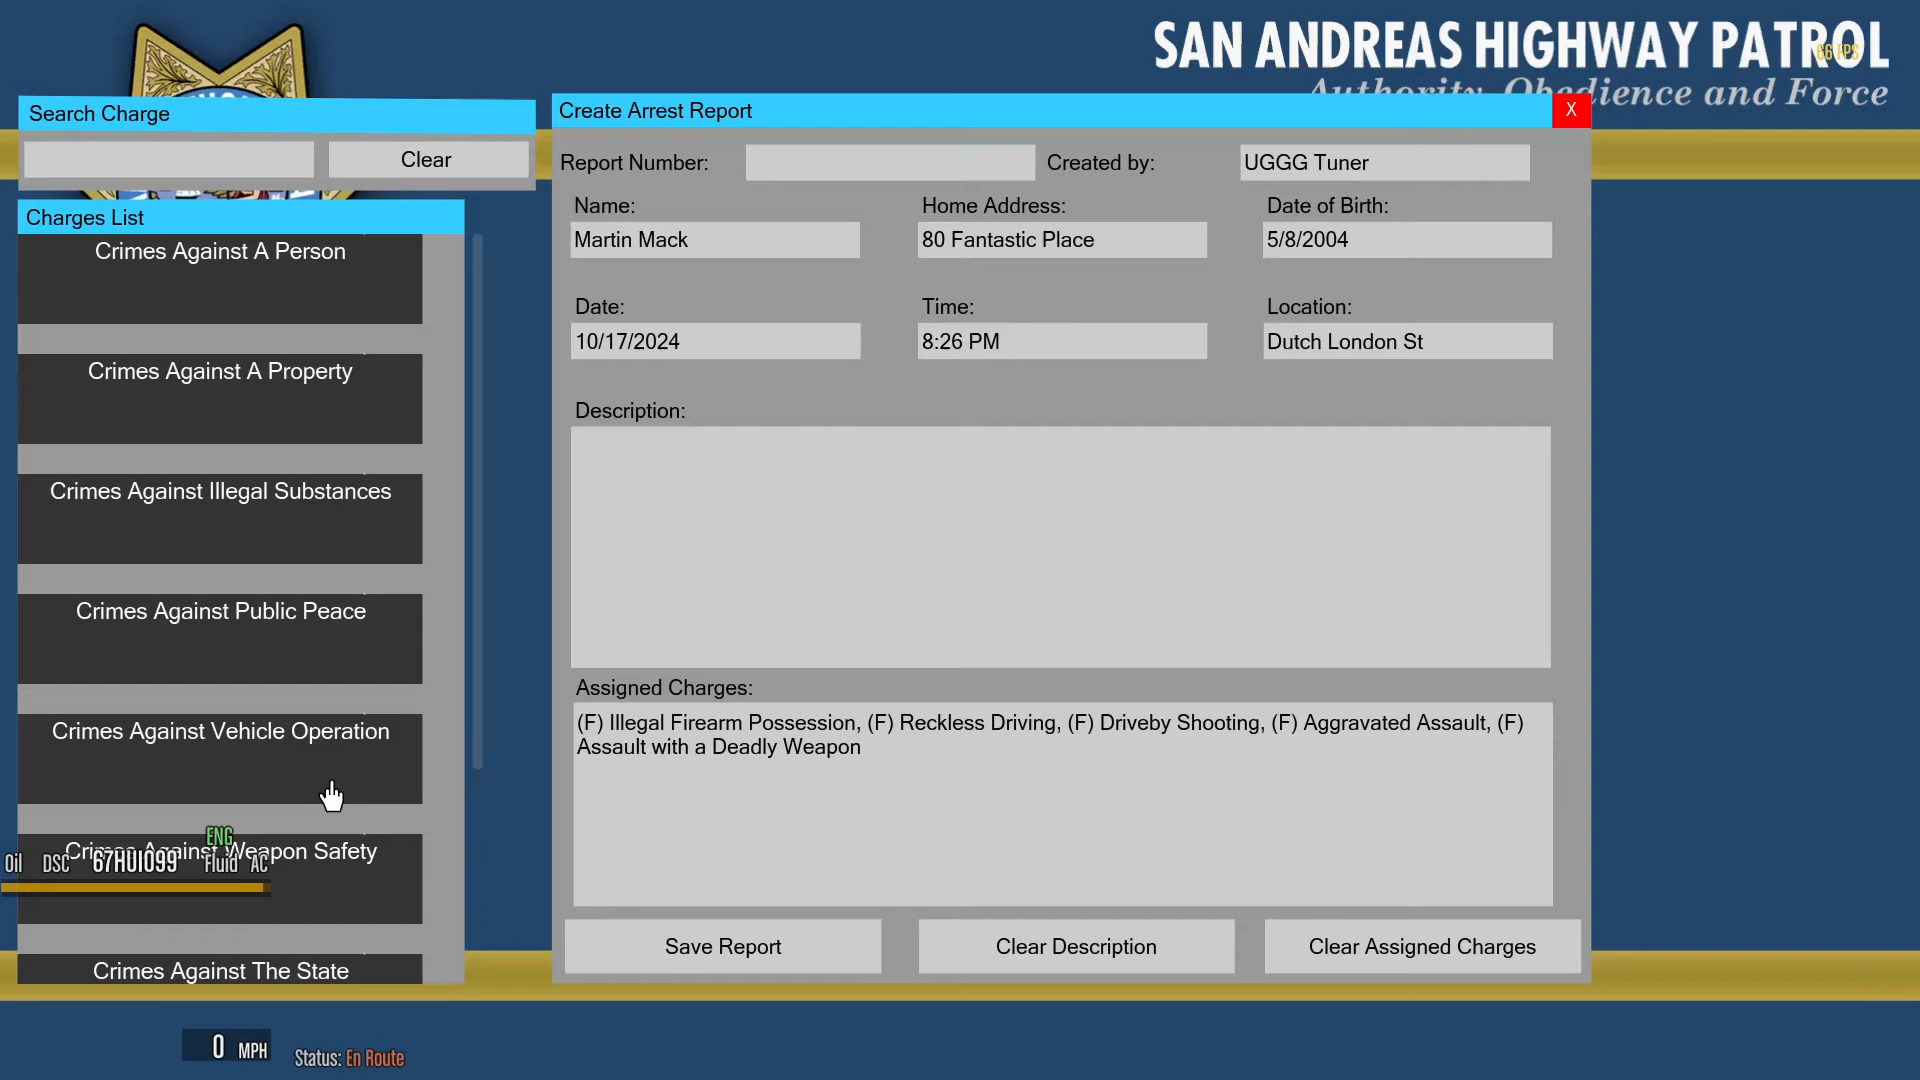 SAN ANDREAS HIGHWAY PATROL
66 FPS
Authority, Obedience and Force
Search Charge
Clear
Charges List
Crimes Against A Person
Crimes Against A Property
Crimes Against Illegal Substances
Crimes Against Public Peace
Crimes Against Vehicle Operation
Crimes Against Weapon Safety
Crimes Against The State
Create Arrest Report
X
Report Number:
Created by: UGGG Tuner
Name: Home Address: Date of Birth:
Martin Mack 80 Fantastic Place 5/8/2004
Date: Time: Location:
10/17/2024 8:26 PM Dutch London St
Description:
Assigned Charges:
(F) Illegal Firearm Possession, (F) Reckless Driving, (F) Driveby Shooting, (F) Aggravated Assault, (F)
Assault with a Deadly Weapon
Save Report Clear Description Clear Assigned Charges
ENG
Oil DSC 67HUI099 Fluid AC
0 MPH
Status: En Route